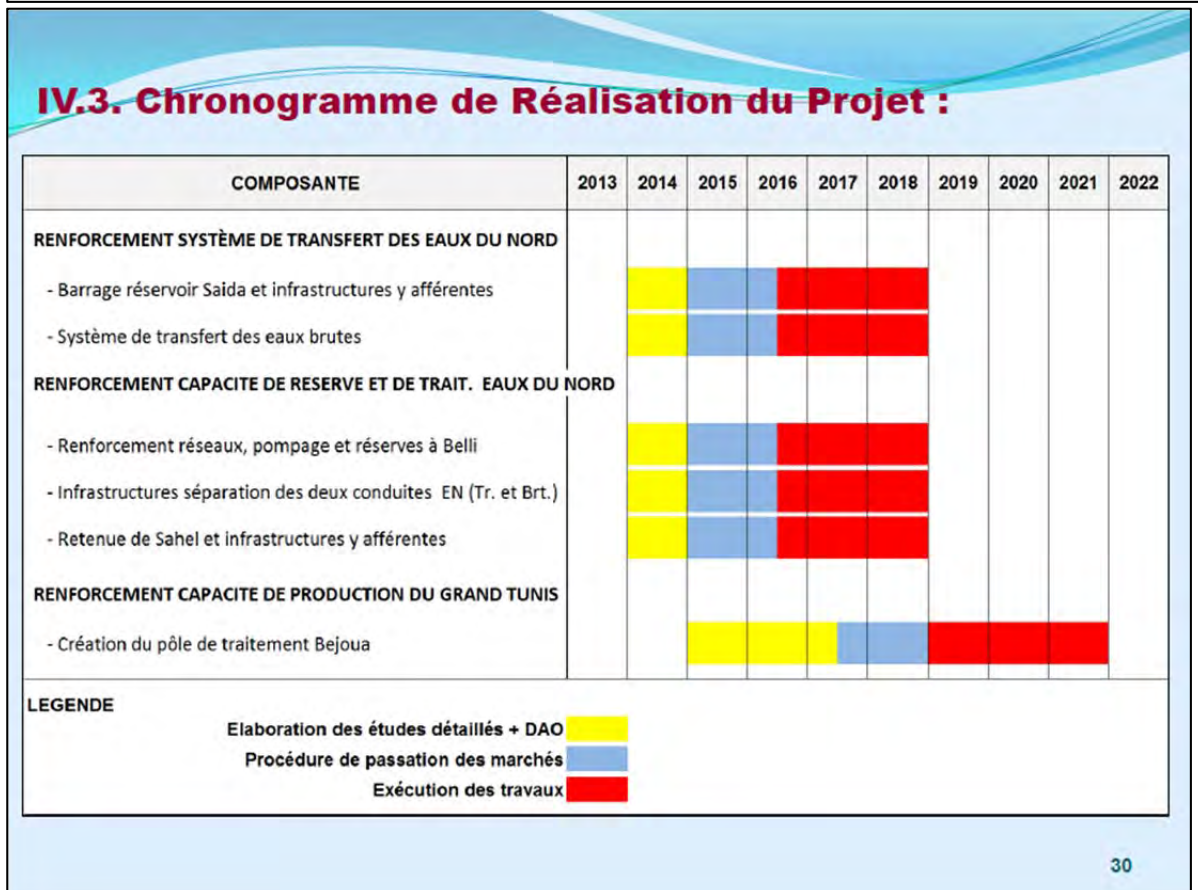 IV.3. Chronogramme de Réalisation du Projet :
COMPOSANTE 2013 2014 2015 2016 2017 2018 2019 2020 2021 2022
RENFORCEMENT SYSTÈME DE TRANSFERT DES EAUX DU NORD
- Barrage réservoir Saida et infrastructures y afférentes
- Système de transfert des eaux brutes
RENFORCEMENT CAPACITE DE RESERVE ET DE TRAIT. EAUX DU NORD
- Renforcement réseaux, pompage et réserves à Belli
- Infrastructures séparation des deux conduites EN (Tr. et Brt.)
- Retenue de Sahel et infrastructures y afférentes
RENFORCEMENT CAPACITE DE PRODUCTION DU GRAND TUNIS
- Création du pôle de traitement Bejoua
LEGENDE
Elaboration des études détaillés + DAO
Procédure de passation des marchés
Exécution des travaux
30